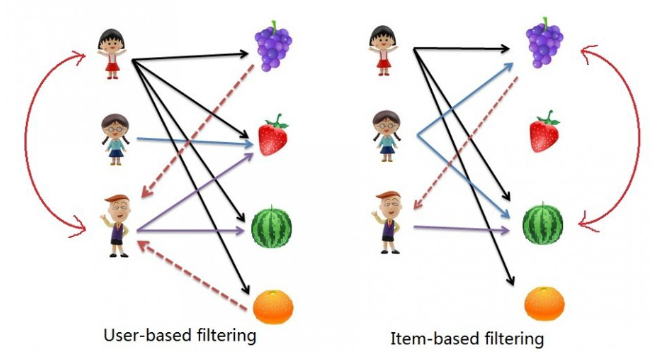 User-based filtering
Item-based filtering